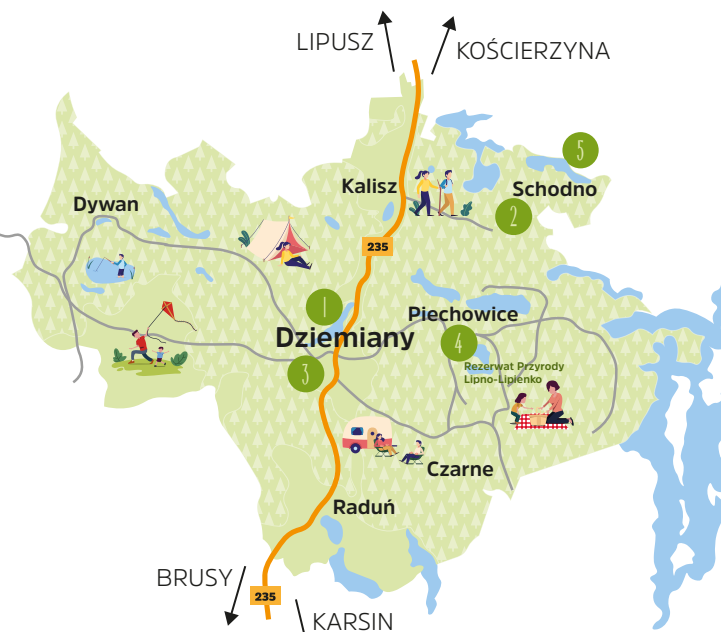 LIPUSZ
KOŚCIERZYNA
5
Kalisz
Schodno
Dywan
2
235
1
Piechowice
Dziemiany
4
Rezerwat Przyrody
Lipno-Lipienko
3
Czarne
Raduń
BRUSY
235
KARSIN